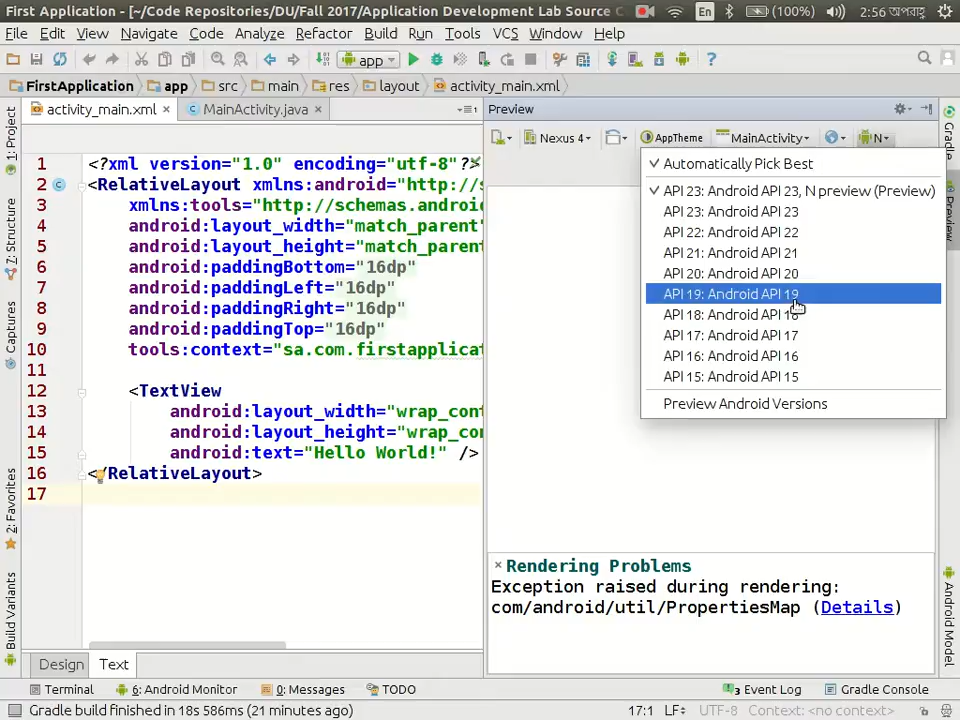 First Application - [~/Code Repositories/DU/Fall 2017/Application Development Lab Source C
En (100%) 2:56 অপরাহ্ণ
File Edit View Navigate Code Analyze Refactor Build Run Tools VCS Window Help
app
FirstApplication app src main res layout activity_main.xml
activity_main.xml × MainActivity.java ×
Preview
Nexus 4 AppTheme MainActivity N
Automatically Pick Best
API 23: Android API 23, N preview (Preview)
API 23: Android API 23
API 22: Android API 22
API 21: Android API 21
API 20: Android API 20
API 19: Android API 19
API 18: Android API 18
API 17: Android API 17
API 16: Android API 16
API 15: Android API 15
Preview Android Versions
1 <?xml version="1.0" encoding="utf-8"?>
2 <RelativeLayout xmlns:android="http://s
3 xmlns:tools="http://schemas.android
4 android:layout_width="match_parent"
5 android:layout_height="match_parent
6 android:paddingBottom="16dp"
7 android:paddingLeft="16dp"
8 android:paddingRight="16dp"
9 android:paddingTop="16dp"
10 tools:context="sa.com.firstapplicat
11
12 <TextView
13 android:layout_width="wrap_cont
14 android:layout_height="wrap_con
15 android:text="Hello World!" />
16 </RelativeLayout>
17
Rendering Problems
Exception raised during rendering:
com/android/util/PropertiesMap (Details)
1: Project
7: Structure
Captures
2: Favorites
Build Variants
Gradle
Preview
Android Model
Design Text
Terminal 6: Android Monitor 0: Messages TODO Event Log Gradle Console
Gradle build finished in 18s 586ms (21 minutes ago) 17:1 LF UTF-8 Context: <no context>